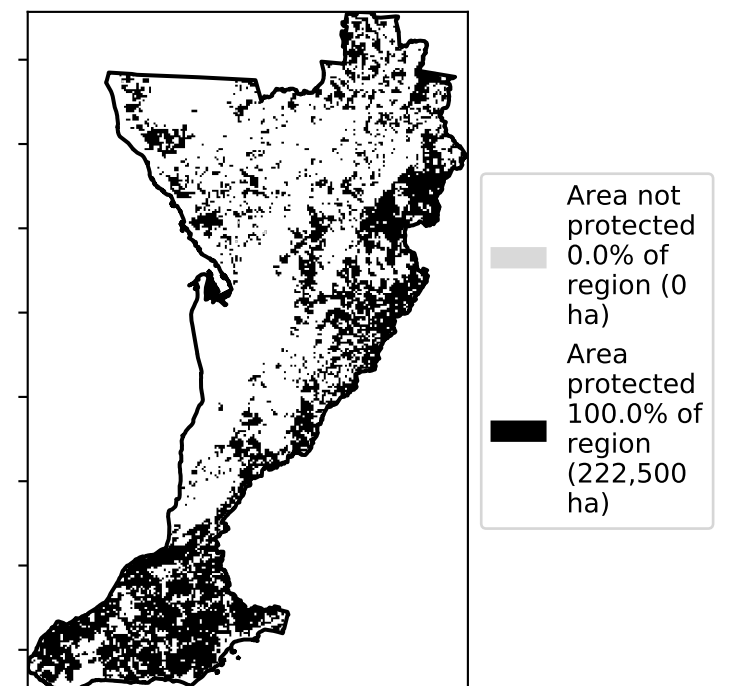 Area not
protected
0.0% of
region (0
ha)
Area
protected
100.0% of
region
(222,500
ha)